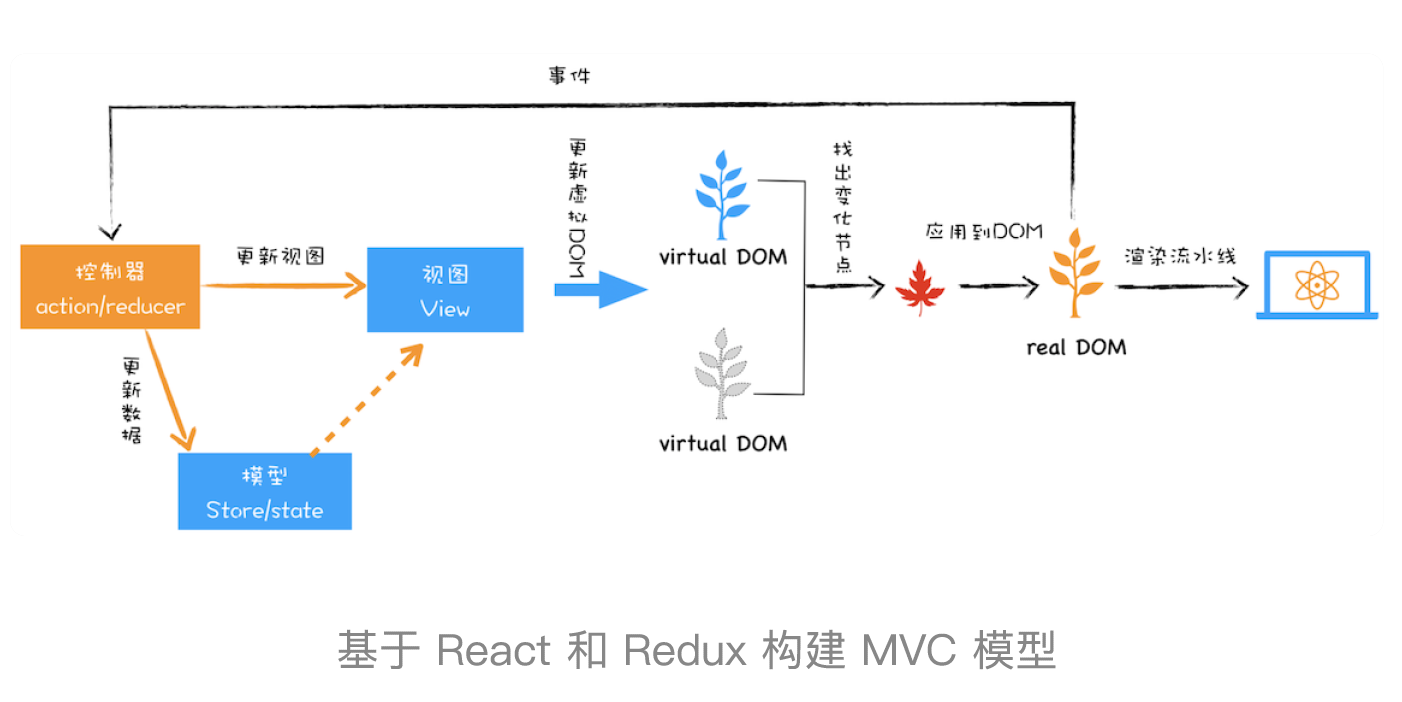 事件
更新虚拟DOM
找出变化节点
virtual DOM
应用到DOM
控制器
action/reducer
更新视图
视图
View
渲染流水线
real DOM
更新数据
virtual DOM
模型
Store/state
基于 React 和 Redux 构建 MVC 模型